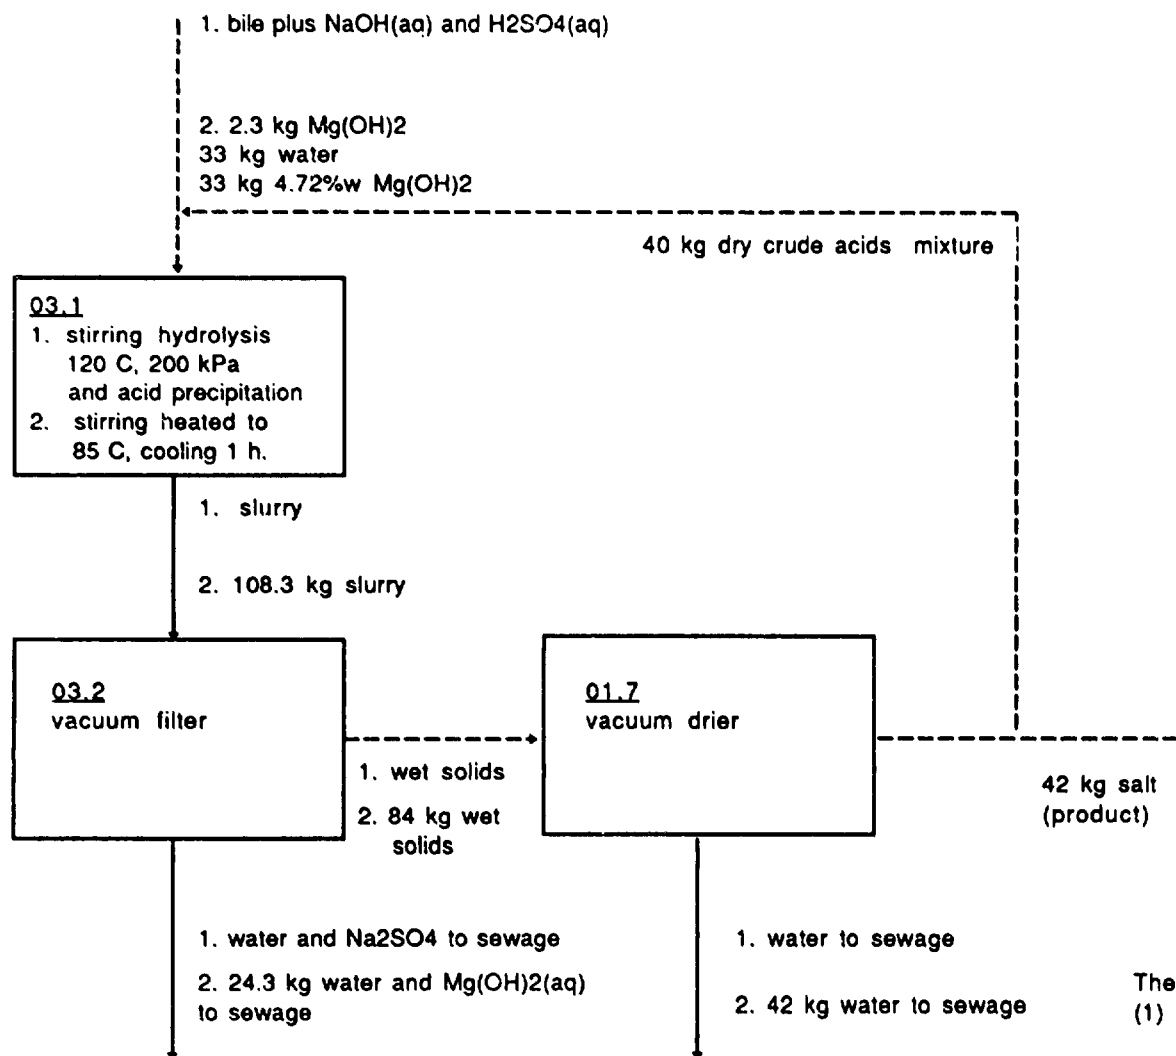 1. bile plus NaOH(aq) and H2SO4(aq)
2. 2.3 kg Mg(OH)2
33 kg water
33 kg 4.72%w Mg(OH)2
40 kg dry crude acids mixture
03.1
1. stirring hydrolysis
120 C, 200 kPa
and acid precipitation
2. stirring heated to
85 C, cooling 1 h.
1. slurry
2. 108.3 kg slurry
03.2
vacuum filter
01.7
vacuum drier
1. wet solids
2. 84 kg wet
solids
42 kg salt
(product)
1. water and Na2SO4 to sewage
2. 24.3 kg water and Mg(OH)2(aq)
to sewage
1. water to sewage
2. 42 kg water to sewage
The
(1)